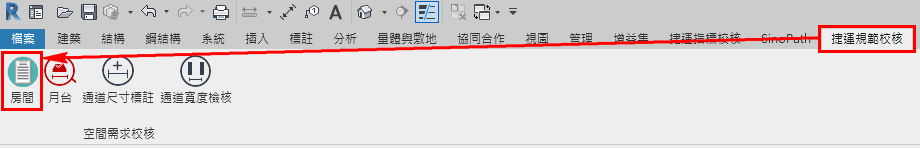 檔案 建築 結構 鋼結構 系統 插入 標註 分析 量體與敷地 協同合作 視圖 管理 增益集 捷運指標校核 SinoPath 捷運規範校核
房間 月台 通道尺寸標註 通道寬度檢核
空間需求校核